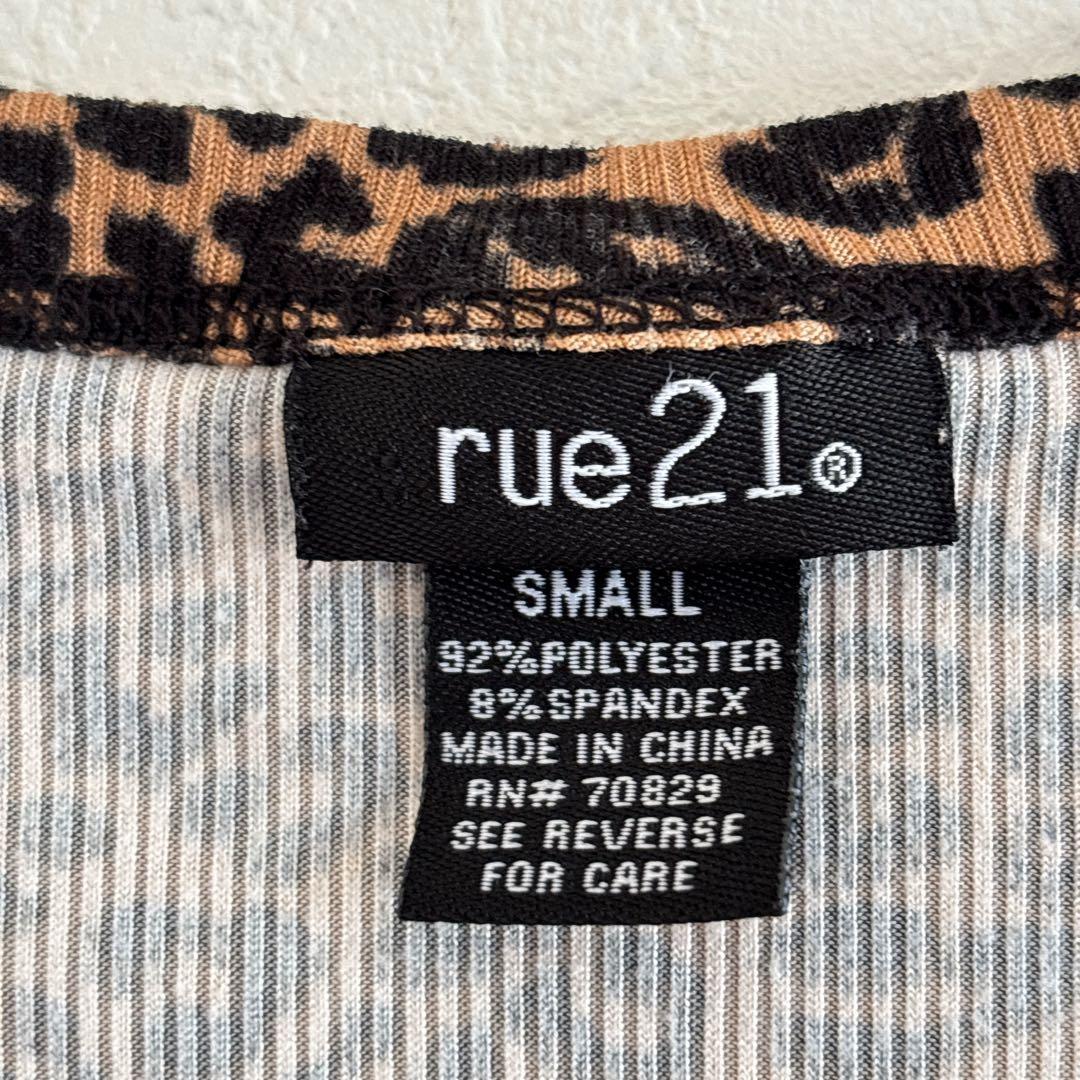 rue21®
SMALL
92%POLYESTER
8%SPANDEX
MADE IN CHINA
RN# 70829
SEE REVERSE
FOR CARE